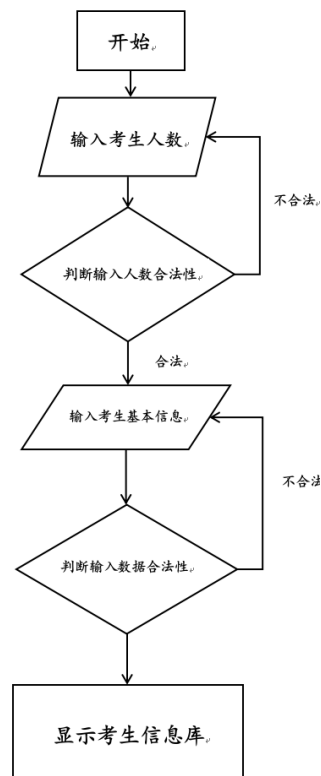 开始
输入考生人数
不合法
判断输入人数合法性
合法
输入考生基本信息
不合法
判断输入数据合法性
显示考生信息库